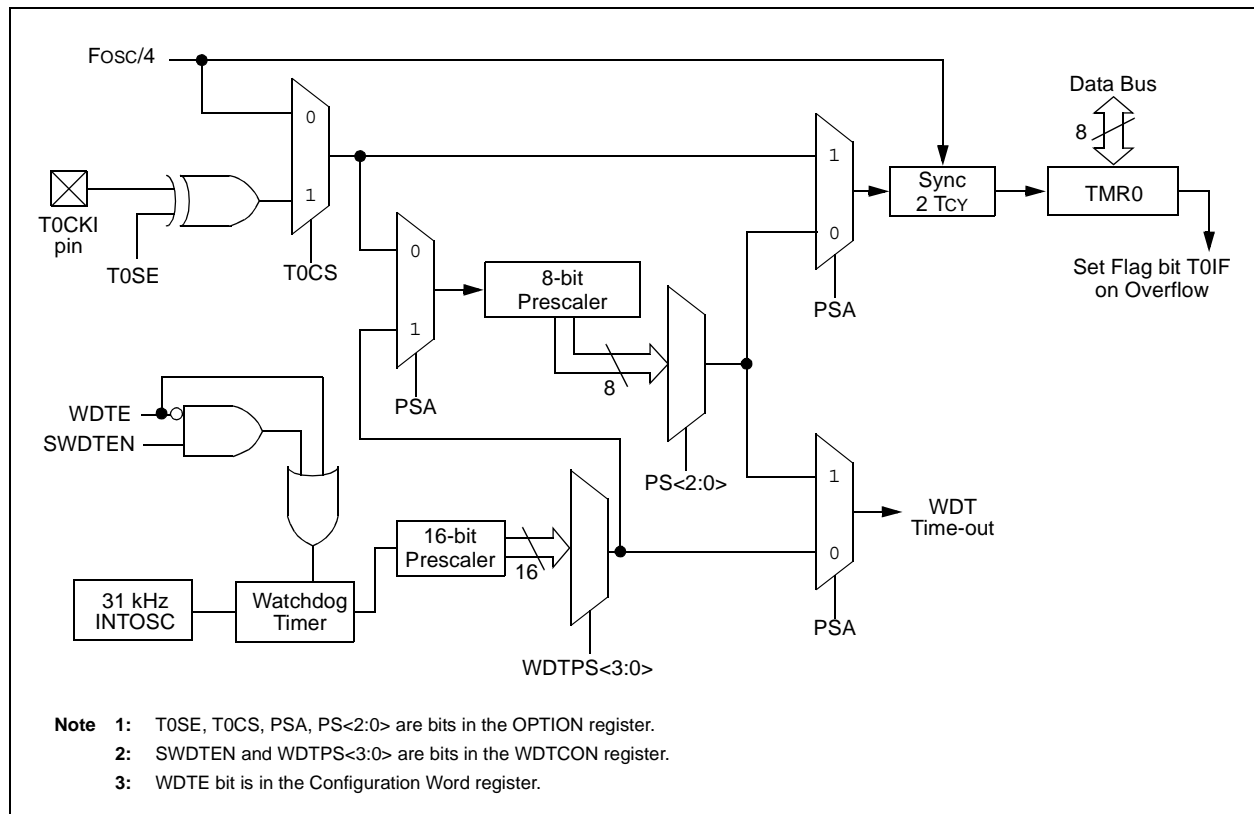 FOSC/4
0
1
T0CKI
pin
T0SE
T0CS
0
1
PSA
8-bit
Prescaler
8
PS<2:0>
1
0
PSA
Sync
2 TCY
Data Bus
8
TMR0
Set Flag bit T0IF
on Overflow
WDTE
SWDTEN
31 kHz
INTOSC
Watchdog
Timer
16-bit
Prescaler
16
WDTPS<3:0>
1
0
PSA
WDT
Time-out
Note 1: T0SE, T0CS, PSA, PS<2:0> are bits in the OPTION register.
2: SWDTEN and WDTPS<3:0> are bits in the WDTCON register.
3: WDTE bit is in the Configuration Word register.